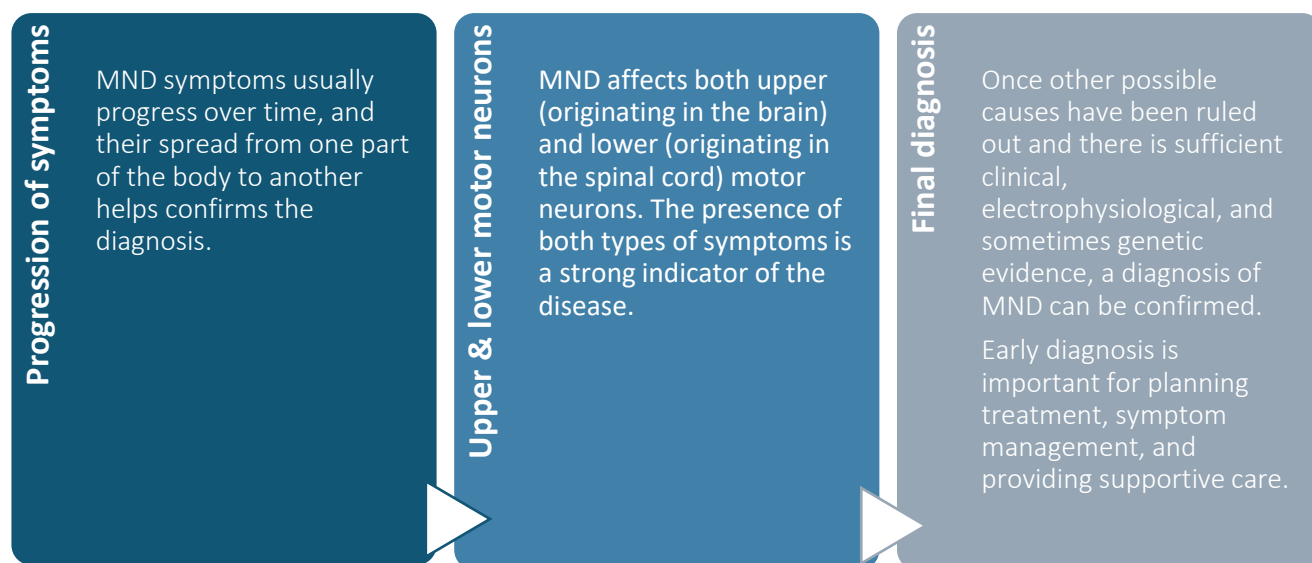 Progression of symptoms
MND symptoms usually
progress over time, and
their spread from one part
of the body to another
helps confirms the
diagnosis.
Upper & lower motor neurons
MND affects both upper
(originating in the brain)
and lower (originating in
the spinal cord) motor
neurons. The presence of
both types of symptoms is
a strong indicator of the
disease.
Final diagnosis
Once other possible
causes have been ruled
out and there is sufficient
clinical,
electrophysiological, and
sometimes genetic
evidence, a diagnosis of
MND can be confirmed.
Early diagnosis is
important for planning
treatment, symptom
management, and
providing supportive care.